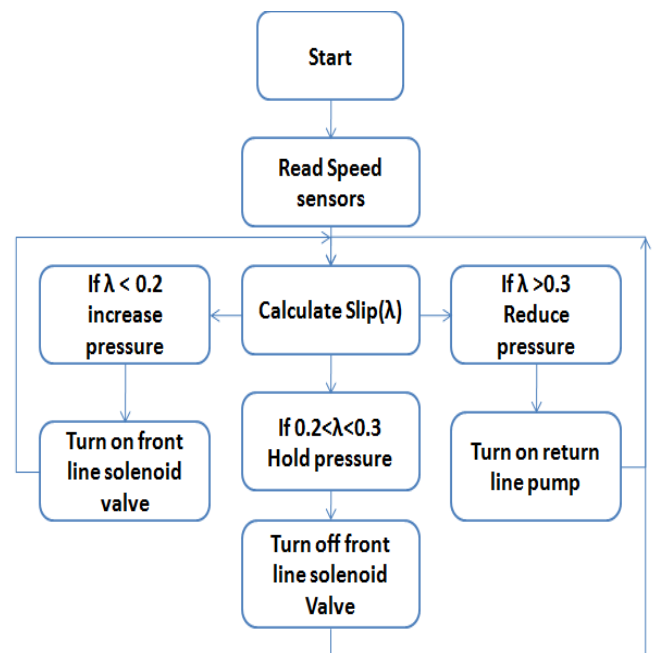 Start
Read Speed
sensors
If λ < 0.2
increase
pressure
Calculate Slip(λ)
If λ >0.3
Reduce
pressure
Turn on front
line solenoid
valve
If 0.2<λ<0.3
Hold pressure
Turn on return
line pump
Turn off front
line solenoid
Valve